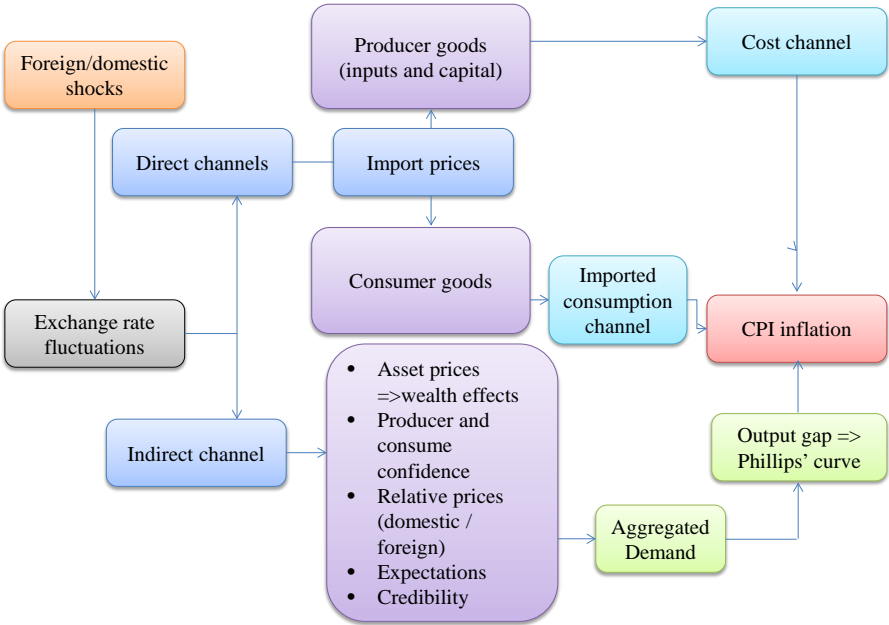 Foreign/domestic
shocks
Producer goods
(inputs and capital)
Cost channel
Direct channels
Import prices
Consumer goods
Imported
consumption
channel
CPI inflation
Exchange rate
fluctuations
Indirect channel
• Asset prices
=>wealth effects
• Producer and
consume
confidence
• Relative prices
(domestic /
foreign)
• Expectations
• Credibility
Aggregated
Demand
Output gap =>
Phillips’ curve